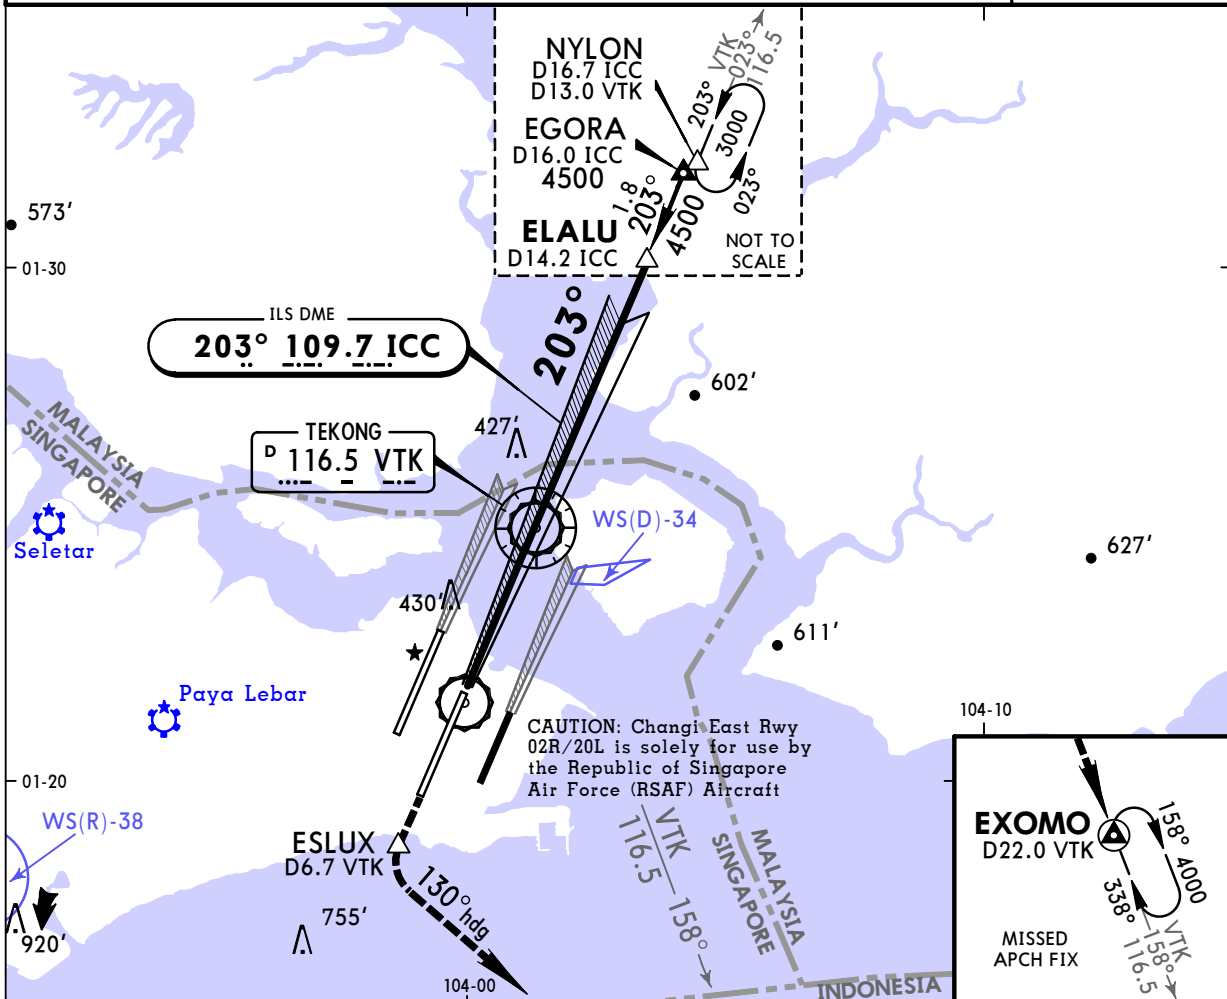 NYLON
D16.7 ICC
D13.0 VTK
VTK
023°
116.5
203°
3000
023°
EGORA
D16.0 ICC
4500
1.8
203°
4500
ELALU
D14.2 ICC
NOT TO
SCALE
573'
01-30
ILS DME
203° 109.7 ICC
203°
602'
MALAYSIA
SINGAPORE
427'
TEKONG
D 116.5 VTK
WS(D)-34
Seletar
627'
430'
611'
Paya Lebar
104-10
CAUTION: Changi East Rwy
02R/20L is solely for use by
the Republic of Singapore
Air Force (RSAF) Aircraft
01-20
WS(R)-38
ESLUX
D6.7 VTK
130° hdg
VTK
116.5
158°
MALAYSIA
SINGAPORE
EXOMO
D22.0 VTK
158° 4000
338°
VTK
158°
116.5
MISSED
APCH FIX
755'
920'
104-00
INDONESIA